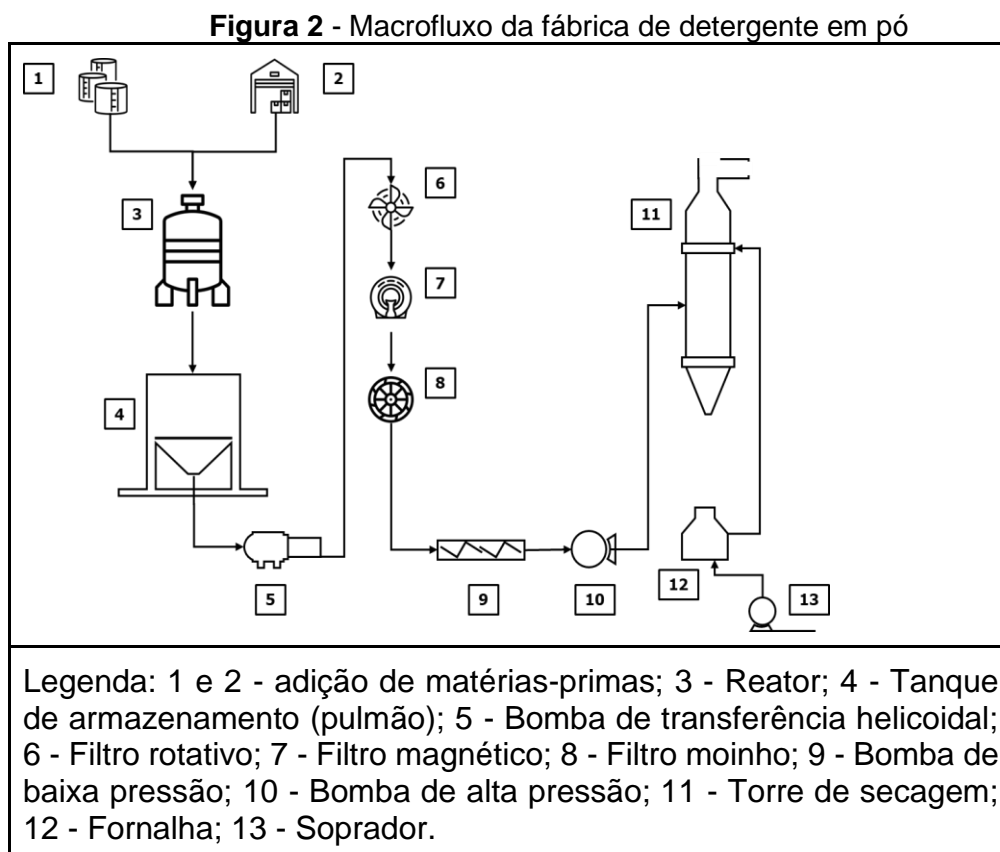 Figura 2 - Macrofluxo da fábrica de detergente em pó
1
2
3
6
11
7
4
8
12
13
5
9
10
Legenda: 1 e 2 - adição de matérias-primas; 3 - Reator; 4 - Tanque
de armazenamento (pulmão); 5 - Bomba de transferência helicoidal;
6 - Filtro rotativo; 7 - Filtro magnético; 8 - Filtro moinho; 9 - Bomba de
baixa pressão; 10 - Bomba de alta pressão; 11 - Torre de secagem;
12 - Fornalha; 13 - Soprador.